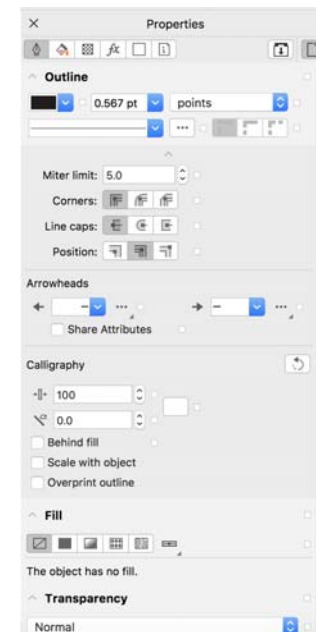 Properties
Outline
0.567 pt points
Miter limit: 5.0
Corners:
Line caps:
Position:
Arrowheads
Share Attributes
Calligraphy
100
0.0
Behind fill
Scale with object
Overprint outline
Fill
The object has no fill.
Transparency
Normal